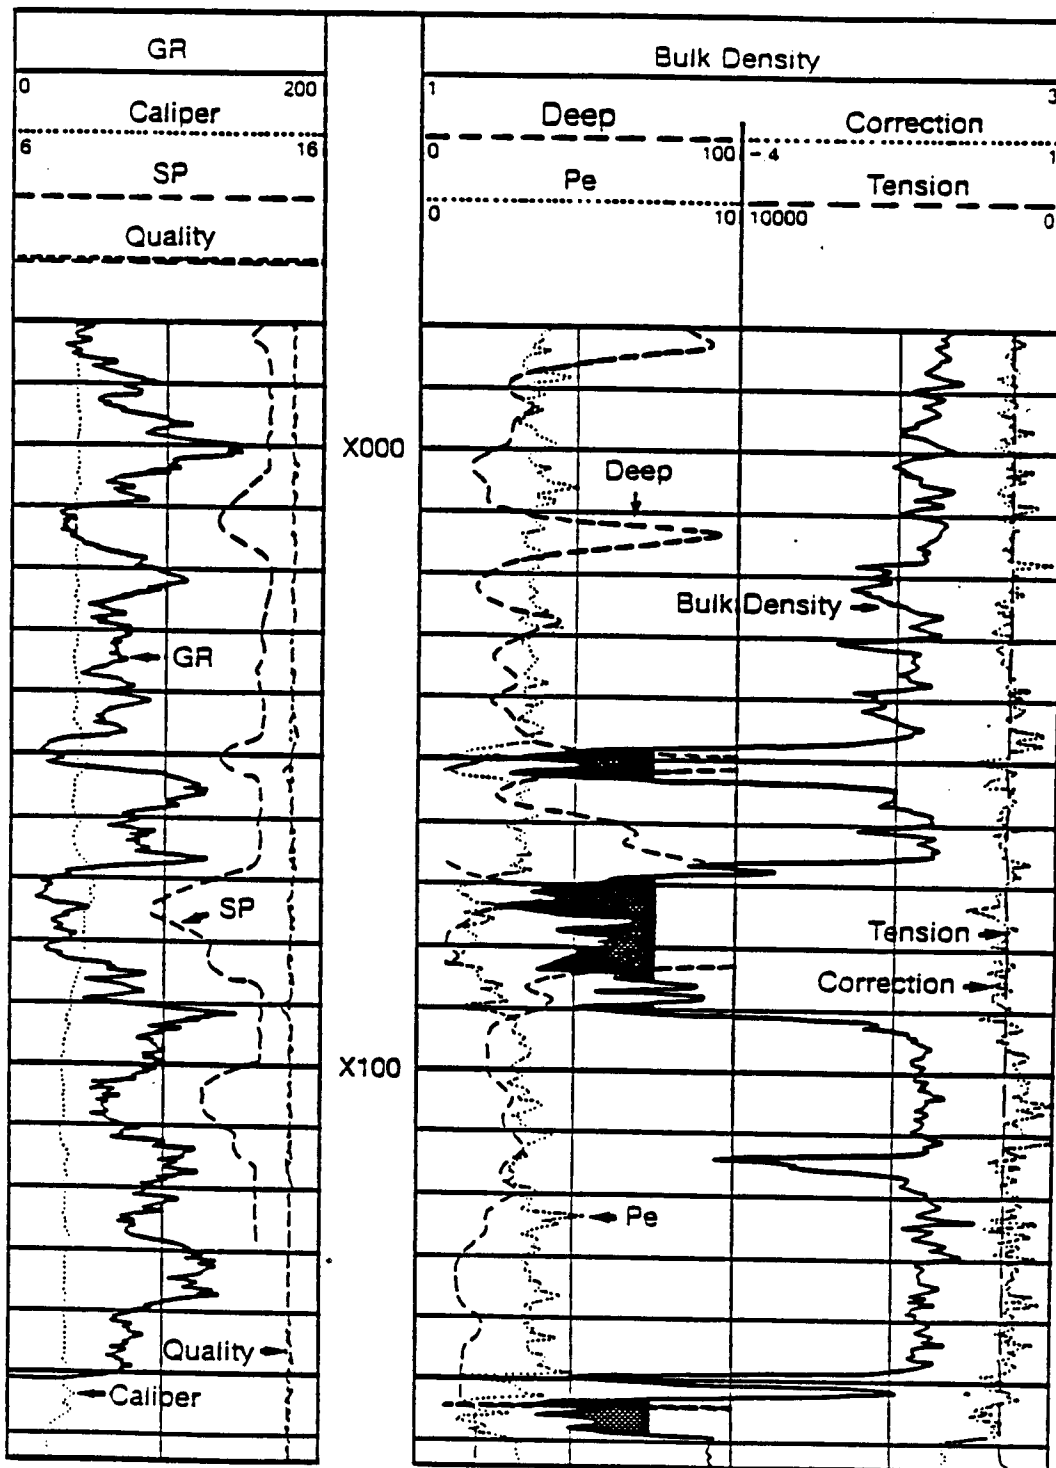 GR
Bulk Density
0 200
1 3
Caliper
Deep
Correction
6 16
0 100 -4 1
SP
Pe
Tension
0 10 10000 0
Quality
X000
Deep
Bulk Density
GR
SP
Tension
Correction
X100
Pe
Quality
Caliper